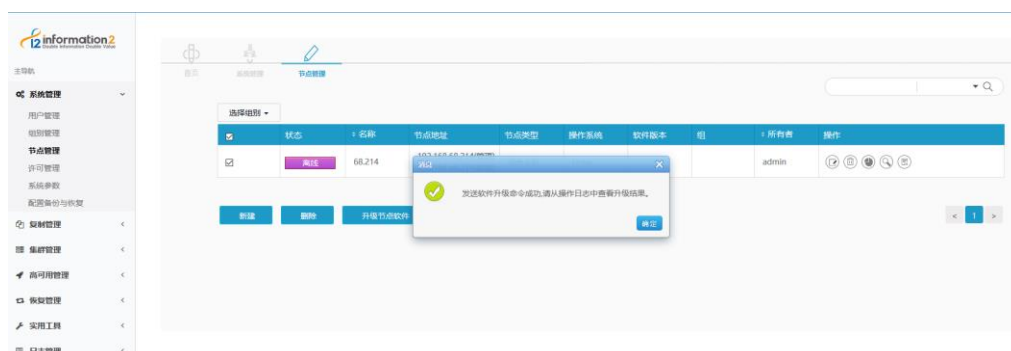 information2
主导航
首页
系统管理
节点管理
系统管理
用户管理
组别管理
节点管理
许可管理
系统参数
配置备份与恢复
复制管理
集群管理
高可用管理
恢复管理
实用工具
日志管理
选择组别
状态 名称 节点地址 节点类型 操作系统 软件版本 组 所有者 操作
离线 68.214 admin
消息
发送软件升级命令成功,请从操作日志中查看升级结果。
确定
新建 删除 升级节点软件
< 1 >